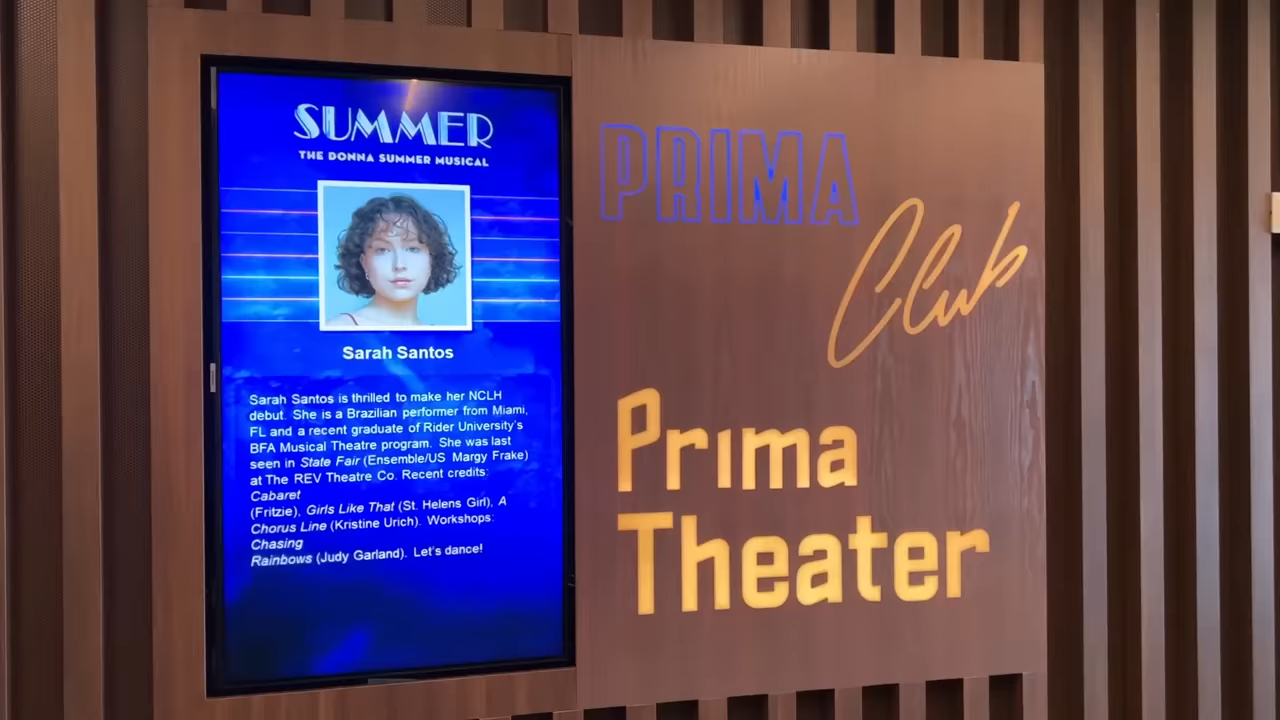 SUMMER
THE DONNA SUMMER MUSICAL
Sarah Santos
Sarah Santos is thrilled to make her NCLH
debut. She is a Brazilian performer from Miami,
FL and a recent graduate of Rider University's
BFA Musical Theatre program. She was last
seen in State Fair (Ensemble/US Margy Frake)
at The REV Theatre Co. Recent credits:
Cabaret
(Fritzie), Girls Like That (St. Helens Girl), A
Chorus Line (Kristine Urich). Workshops:
Chasing
Rainbows (Judy Garland). Let's dance!
PRIMA
Club
Prima
Theater